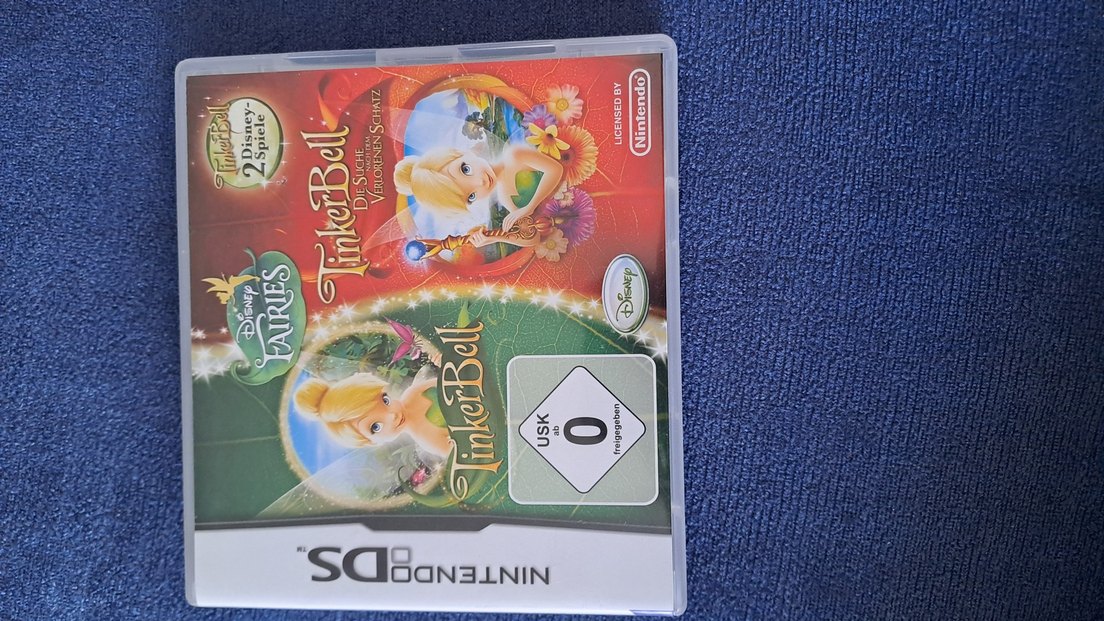 NINTENDO DS™
DISNEY
FAIRIES
TinkerBell
2 Disney-
Spiele
TinkerBell
TinkerBell
DIE SUCHE
NACH DEM
VERLORENEN SCHATZ
USK
ab
0
freigegeben
DISNEY
LICENSED BY
Nintendo®